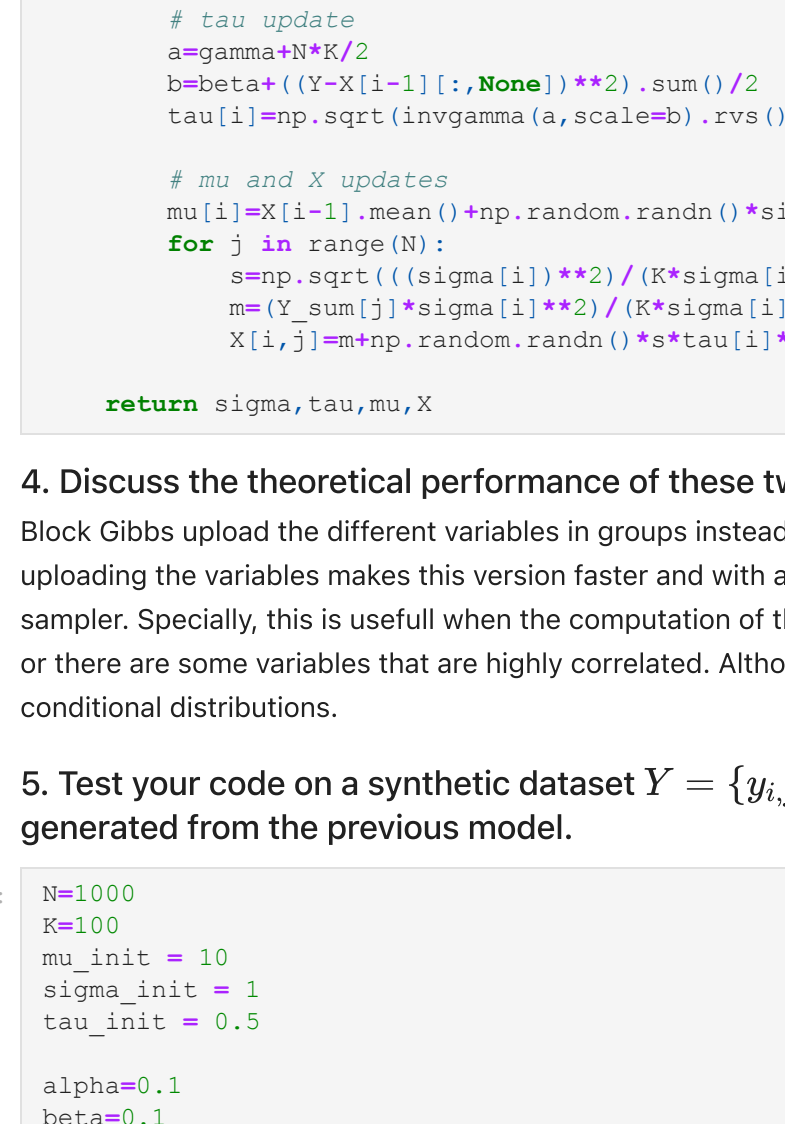 # tau update
a=gamma+N*K/2
b=beta+((Y-X[i-1][:,None])**2).sum()/2
tau[i]=np.sqrt(invgamma(a,scale=b).rvs()
# mu and X updates
mu[i]=X[i-1].mean()+np.random.randn()*si
for j in range(N):
s=np.sqrt(((sigma[i])**2)/(K*sigma[i
m=(Y_sum[j]*sigma[i]**2)/(K*sigma[i]
X[i,j]=m+np.random.randn()*s*tau[i]*
return sigma,tau,mu,X
4. Discuss the theoretical performance of these tw
Block Gibbs upload the different variables in groups instead
uploading the variables makes this version faster and with a
sampler. Specially, this is usefull when the computation of t
or there are some variables that are highly correlated. Altho
conditional distributions.
5. Test your code on a synthetic dataset Y = {y_{i,
generated from the previous model.
N=1000
K=100
mu_init = 10
sigma_init = 1
tau_init = 0.5
alpha=0.1
beta=0.1